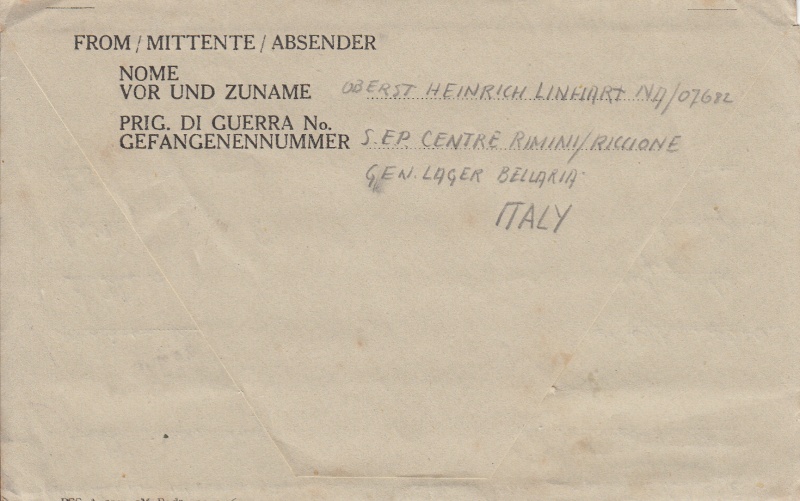 FROM / MITTENTE / ABSENDER
NOME
VOR UND ZUNAME OBERST HEINRICH LINHART NA/07682
PRIG. DI GUERRA No.
GEFANGENENNUMMER S.EP. CENTRE RIMINI/RICCIONE
GEN. LAGER BELLARIA
ITALY